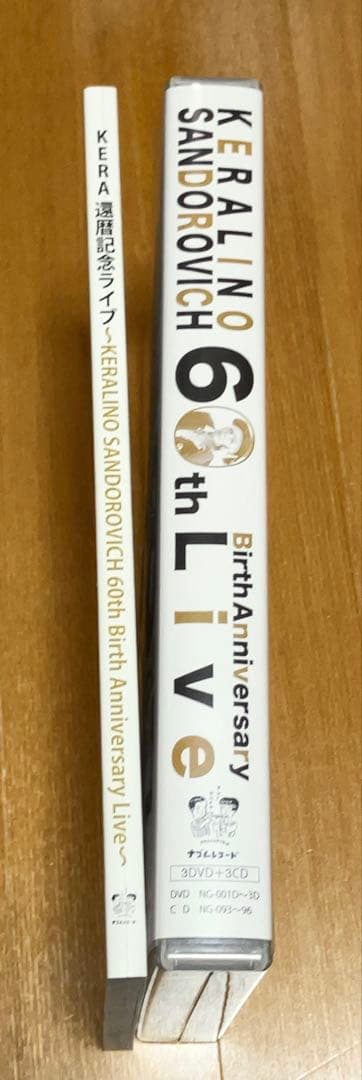 KERA 還暦記念ライブ～KERALINO SANDOROVICH 60th Birth Anniversary Live～
KERALINO
SANDOROVICH
60th
Birth Anniversary
Live
ナゴムレコード
3DVD+3CD
DVD NG-001D～3D
CD NG-093～96